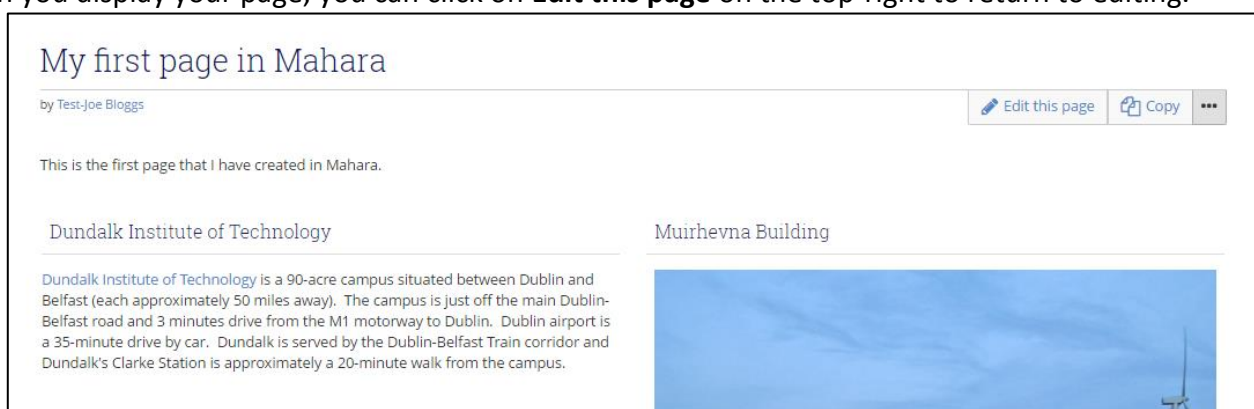 you display your page, you can click on Edit this page on the top right to return to editing.
My first page in Mahara
by Test-Joe Bloggs
Edit this page Copy
This is the first page that I have created in Mahara.
Dundalk Institute of Technology
Dundalk Institute of Technology is a 90-acre campus situated between Dublin and
Belfast (each approximately 50 miles away). The campus is just off the main Dublin-
Belfast road and 3 minutes drive from the M1 motorway to Dublin. Dublin airport is
a 35-minute drive by car. Dundalk is served by the Dublin-Belfast Train corridor and
Dundalk's Clarke Station is approximately a 20-minute walk from the campus.
Muirhevna Building